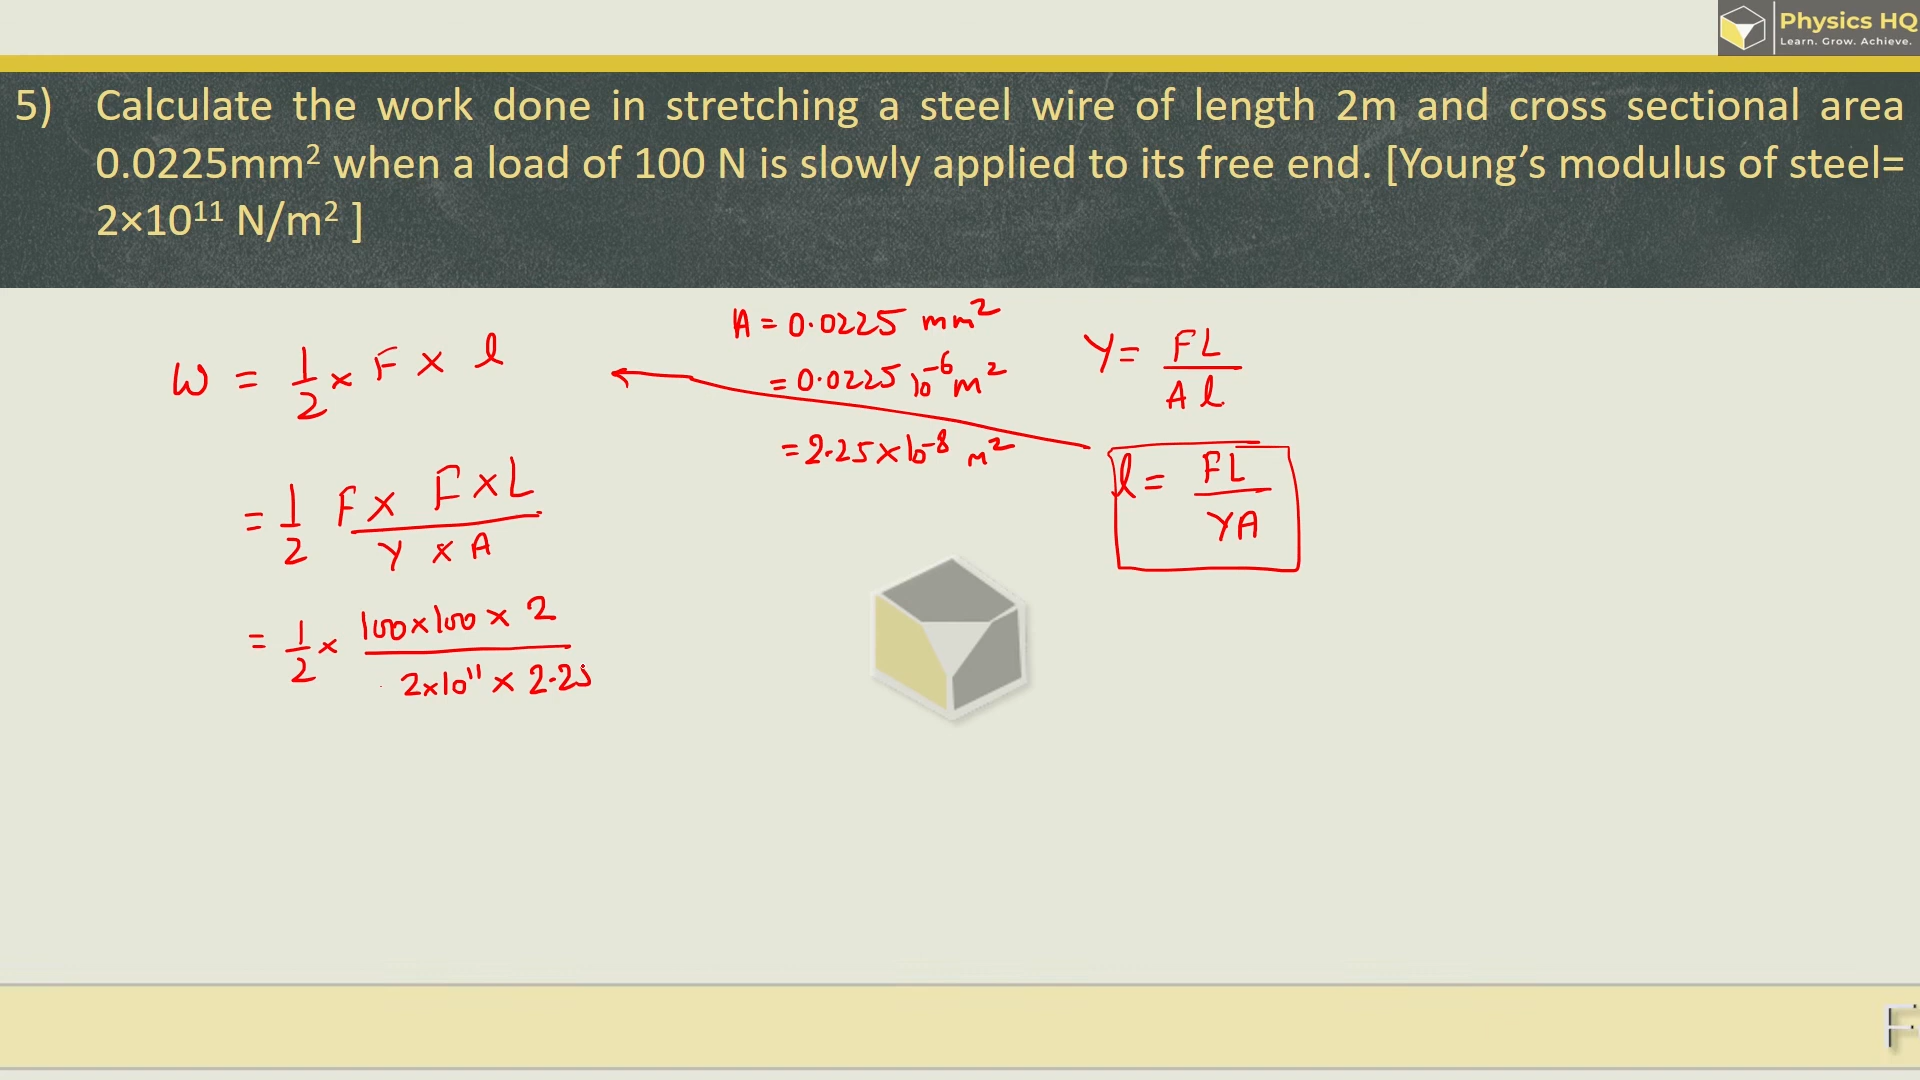 Physics HQ
Learn. Grow. Achieve.
5) Calculate the work done in stretching a steel wire of length 2m and cross sectional area
0.0225mm² when a load of 100 N is slowly applied to its free end. [Young’s modulus of steel=
2×10¹¹ N/m² ]
W = 1/2 × F × l
= 1/2 F × F × L / Y × A
= 1/2 × 100×100 × 2 / 2×10¹¹ × 2.25
A = 0.0225 mm²
= 0.0225 10⁻⁶ m²
= 2.25×10⁻⁸ m²
Y = FL / A l
l = FL / YA
F